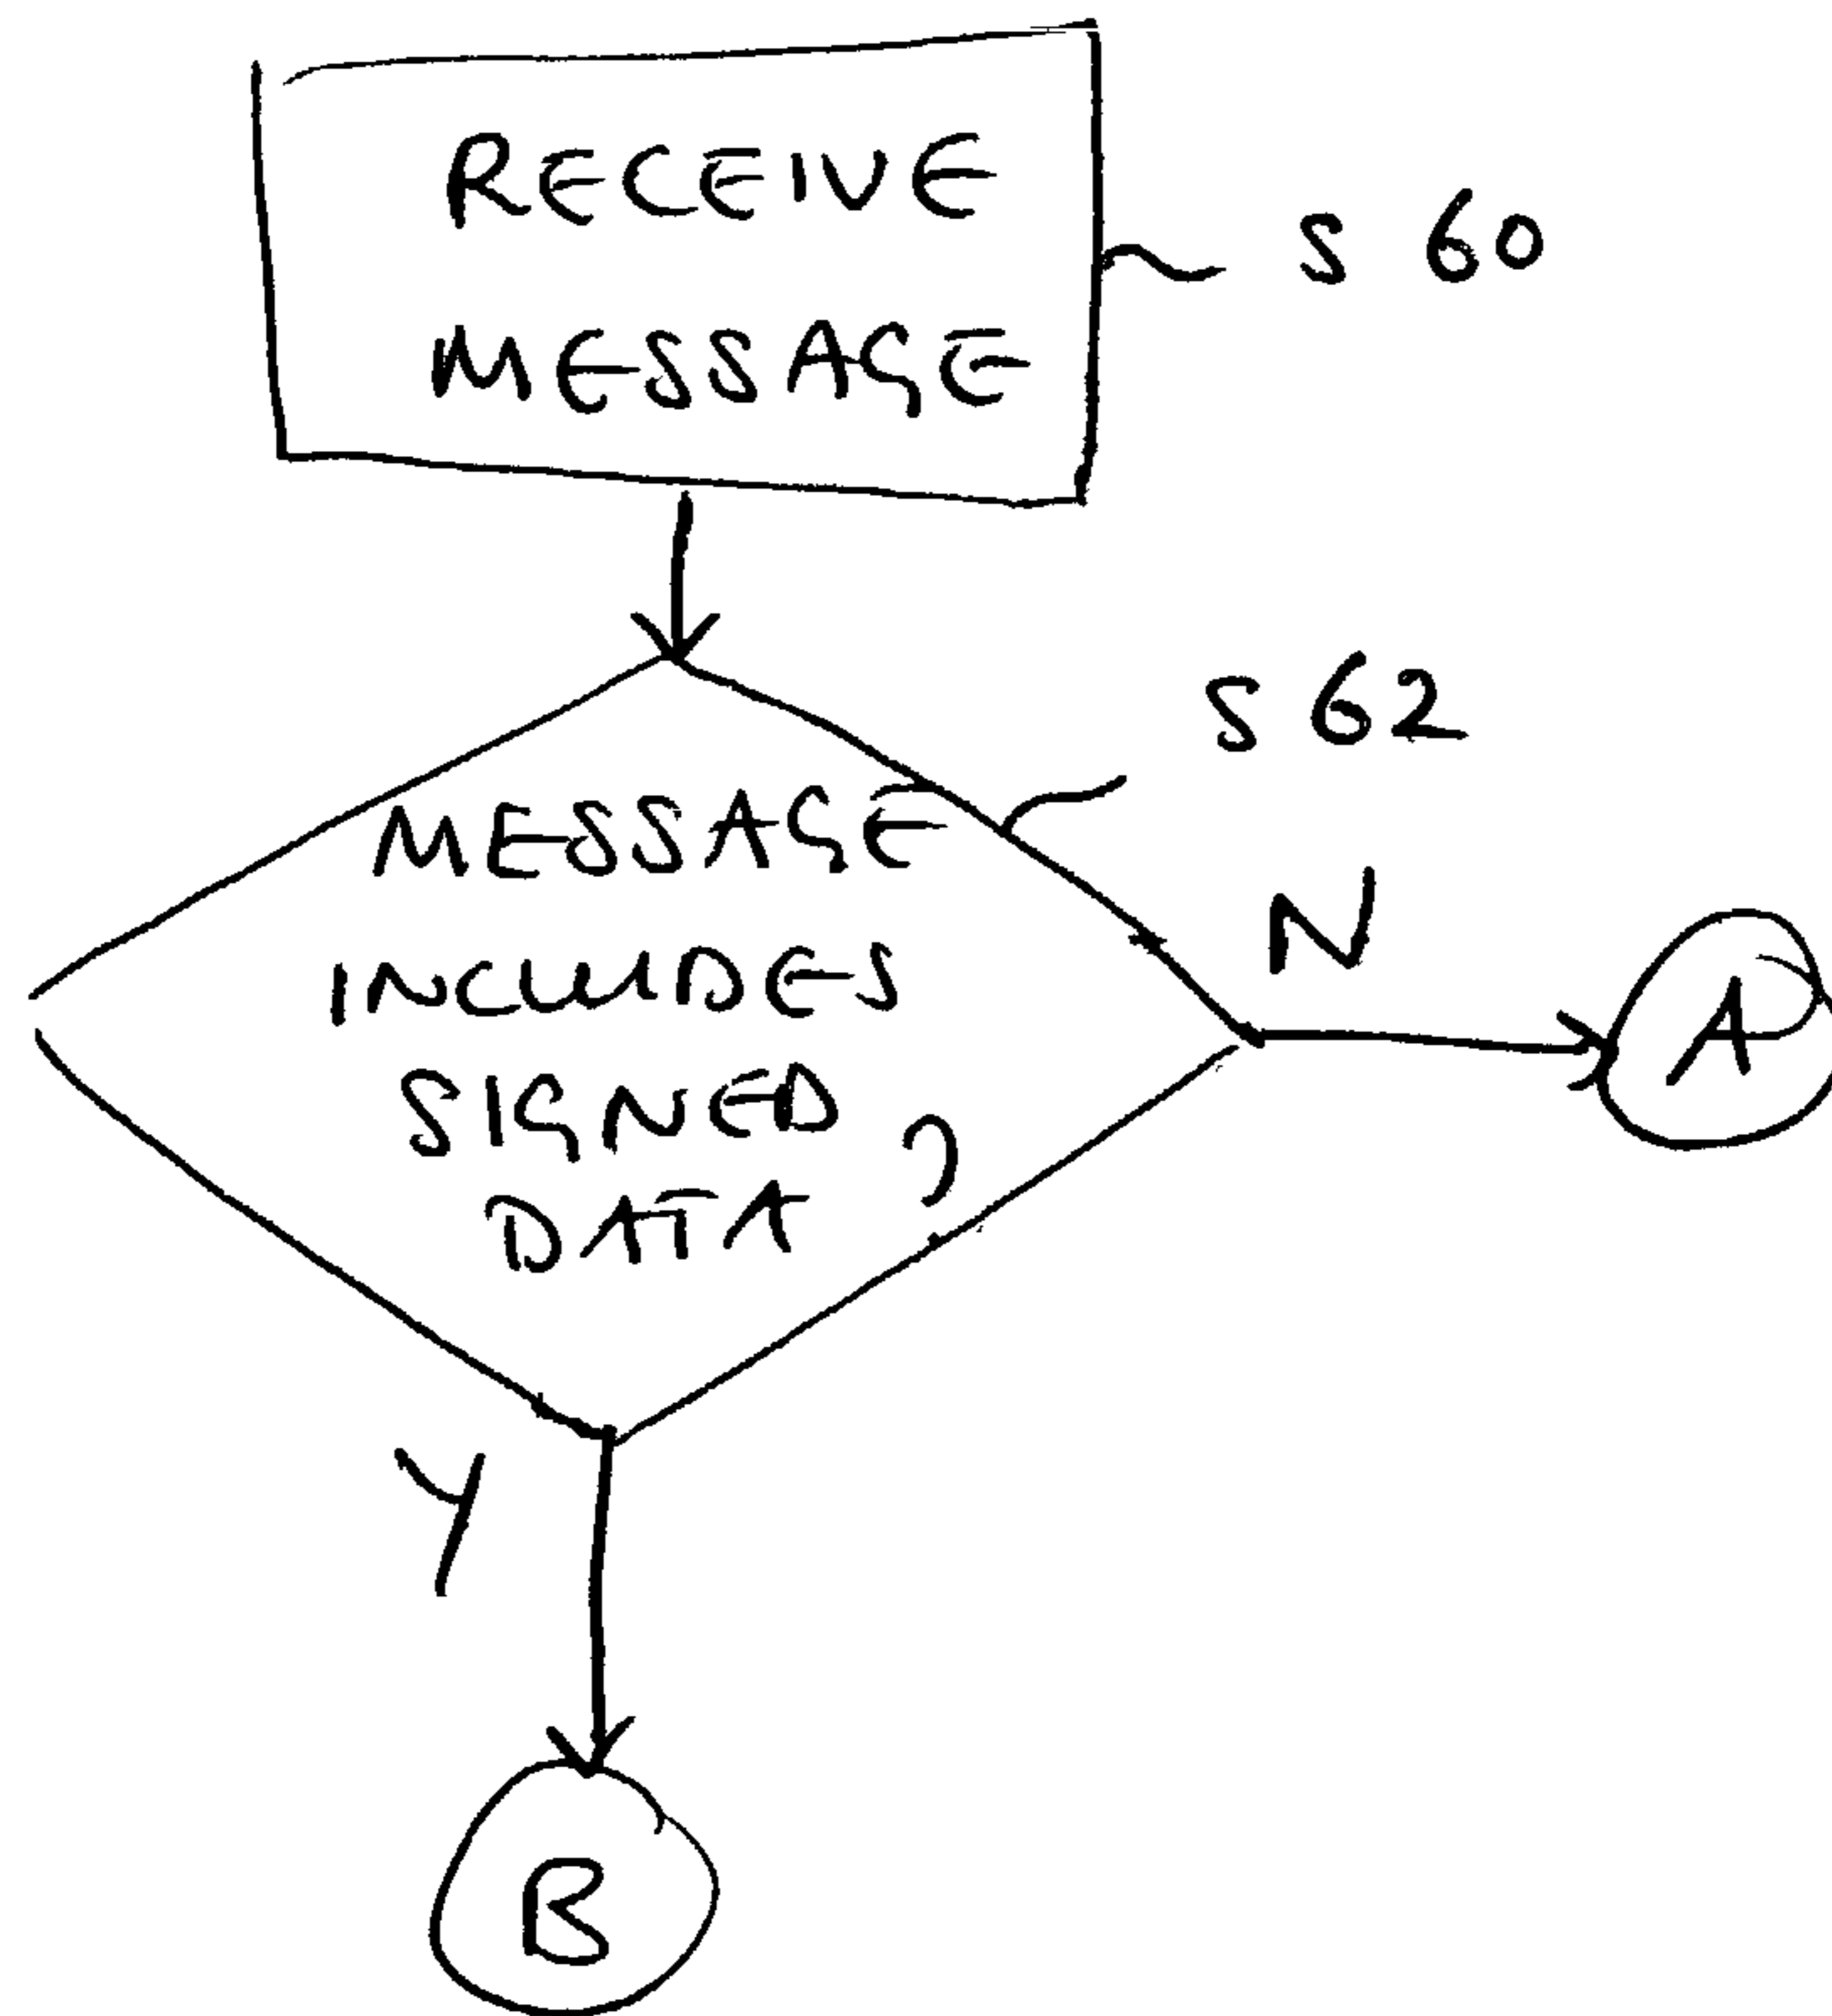 RECEIVE
MESSAGE
S 60
S 62
MESSAGE
INCLUDES
SIGNED
DATA ?
N
A
Y
B